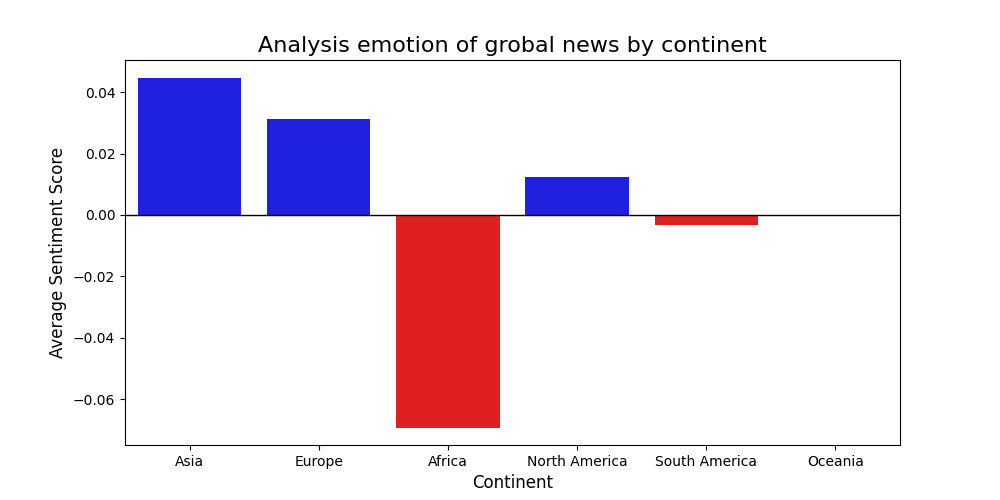 Analysis emotion of grobal news by continent
Average Sentiment Score
0.04
0.02
0.00
−0.02
−0.04
−0.06
Asia Europe Africa North America South America Oceania
Continent